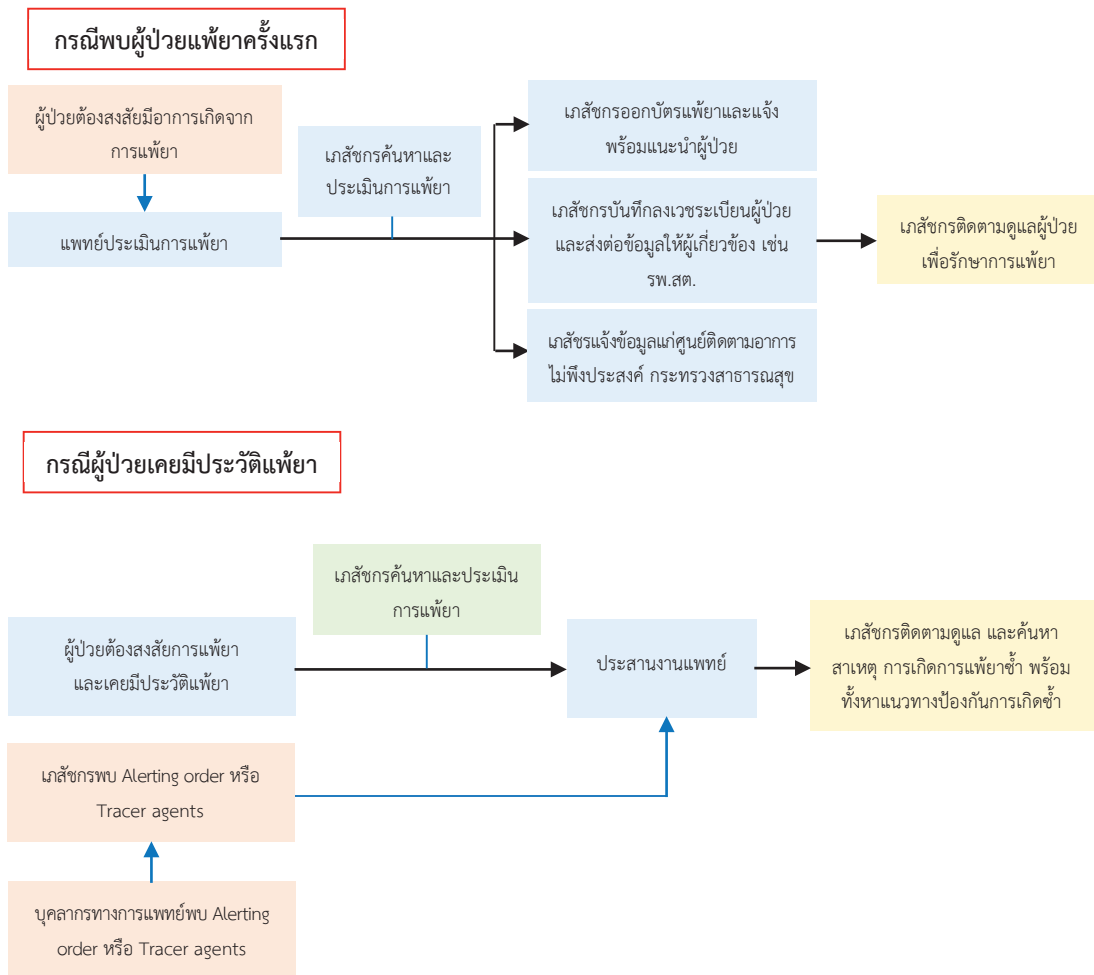 กรณีพบผู้ป่วยแพ้ยาครั้งแรก
ผู้ป่วยต้องสงสัยมีอาการเกิดจาก
การแพ้ยา
แพทย์ประเมินการแพ้ยา
เภสัชกรค้นหาและ
ประเมินการแพ้ยา
เภสัชกรออกบัตรแพ้ยาและแจ้ง
พร้อมแนะนำผู้ป่วย
เภสัชกรบันทึกลงเวชระเบียนผู้ป่วย
และส่งต่อข้อมูลให้ผู้เกี่ยวข้อง เช่น
รพ.สต.
เภสัชรแจ้งข้อมูลแก่ศูนย์ติดตามอาการ
ไม่พึงประสงค์ กระทรวงสาธารณสุข
เภสัชกรติดตามดูแลผู้ป่วย
เพื่อรักษาการแพ้ยา
กรณีผู้ป่วยเคยมีประวัติแพ้ยา
ผู้ป่วยต้องสงสัยการแพ้ยา
และเคยมีประวัติแพ้ยา
เภสัชกรค้นหาและประเมิน
การแพ้ยา
ประสานงานแพทย์
เภสัชกรติดตามดูแล และค้นหา
สาเหตุ การเกิดการแพ้ยาซ้ำ พร้อม
ทั้งหาแนวทางป้องกันการเกิดซ้ำ
เภสัชกรพบ Alerting order หรือ
Tracer agents
บุคลากรทางการแพทย์พบ Alerting
order หรือ Tracer agents